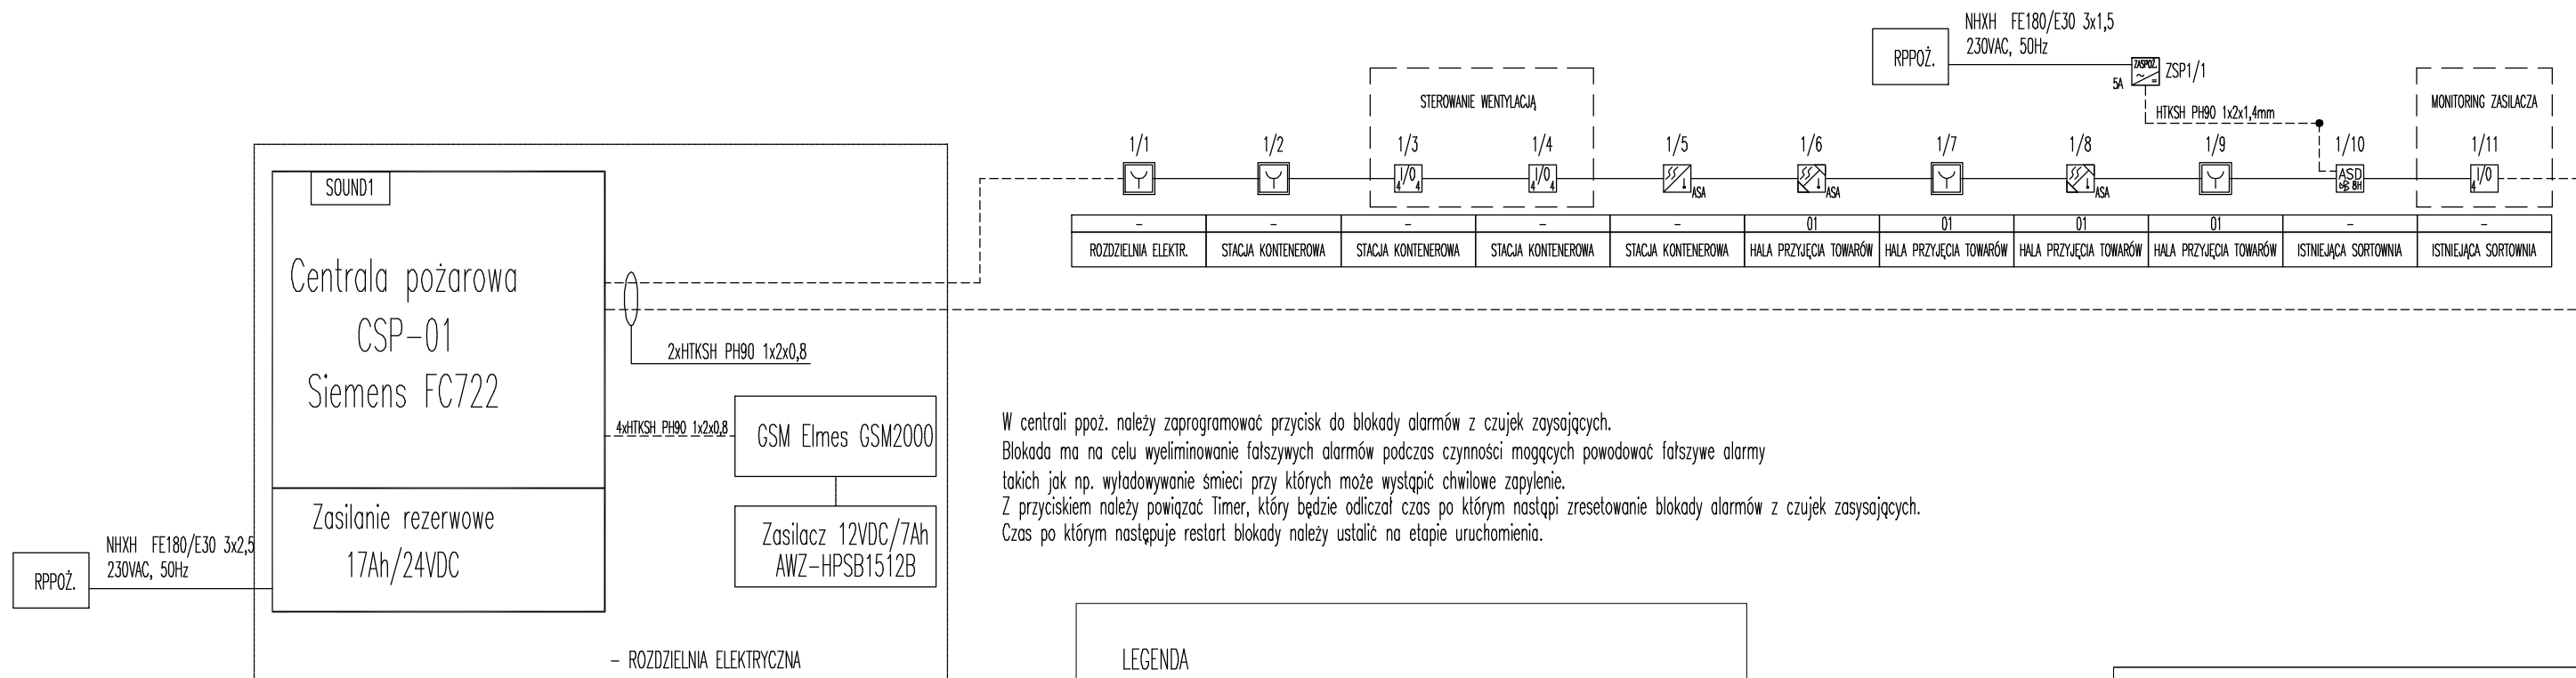 NHXH FE180/E30 3x1,5
230VAC, 50Hz
RPPOŻ.
ZASPOŻ.
5A
ZSP1/1
HTKSH PH90 1x2x1,4mm
STEROWANIE WENTYLACJĄ
MONITORING ZASILACZA
1/1 1/2 1/3 1/4 1/5 1/6 1/7 1/8 1/9 1/10 1/11
4 I/O 4
4 I/O 4
ASA
ASA
ASA
ASD
8H
4 I/O
- - - - - 01 01 01 01 - -
ROZDZIELNIA ELEKTR. STACJA KONTENEROWA STACJA KONTENEROWA STACJA KONTENEROWA STACJA KONTENEROWA HALA PRZYJĘCIA TOWARÓW HALA PRZYJĘCIA TOWARÓW HALA PRZYJĘCIA TOWARÓW HALA PRZYJĘCIA TOWARÓW ISTNIEJĄCA SORTOWNIA ISTNIEJĄCA SORTOWNIA
SOUND1
Centrala pożarowa
CSP-01
Siemens FC722
2xHTKSH PH90 1x2x0,8
4xHTKSH PH90 1x2x0,8
GSM Elmes GSM2000
Zasilacz 12VDC/7Ah
AWZ-HPSB1512B
Zasilanie rezerwowe
17Ah/24VDC
NHXH FE180/E30 3x2,5
230VAC, 50Hz
RPPOŻ.
- ROZDZIELNIA ELEKTRYCZNA
W centrali ppoż. należy zaprogramować przycisk do blokady alarmów z czujek zaysających.
Blokada ma na celu wyeliminowanie fałszywych alarmów podczas czynności mogących powodować fałszywe alarmy
takich jak np. wyładowywanie śmieci przy których może wystąpić chwilowe zapylenie.
Z przyciskiem należy powiązać Timer, który będzie odliczał czas po którym nastąpi zresetowanie blokady alarmów z czujek zasysających.
Czas po którym następuje restart blokady należy ustalić na etapie uruchomienia.
LEGENDA